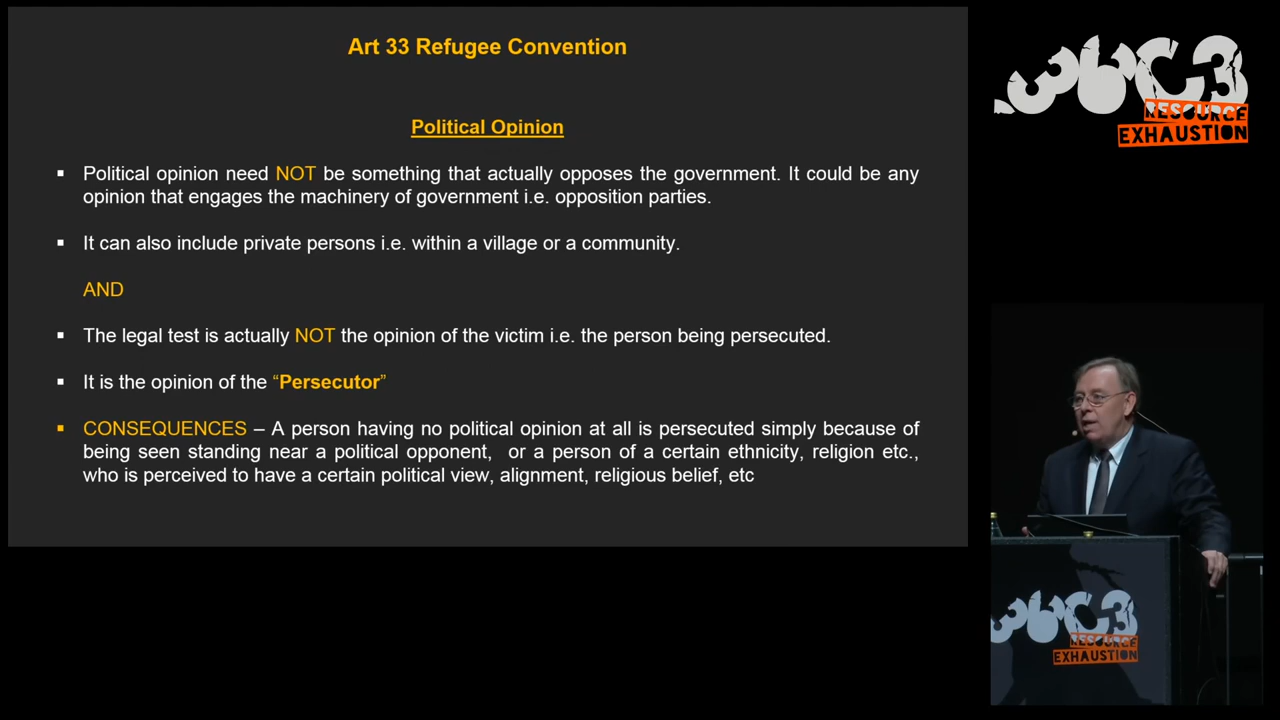 Art 33 Refugee Convention
Political Opinion
▪ Political opinion need NOT be something that actually opposes the government. It could be any
opinion that engages the machinery of government i.e. opposition parties.
▪ It can also include private persons i.e. within a village or a community.
AND
▪ The legal test is actually NOT the opinion of the victim i.e. the person being persecuted.
▪ It is the opinion of the “Persecutor”
▪ CONSEQUENCES – A person having no political opinion at all is persecuted simply because of
being seen standing near a political opponent, or a person of a certain ethnicity, religion etc.,
who is perceived to have a certain political view, alignment, religious belief, etc
36C3
RESOURCE
EXHAUSTION
36C3
RESOURCE
EXHAUSTION